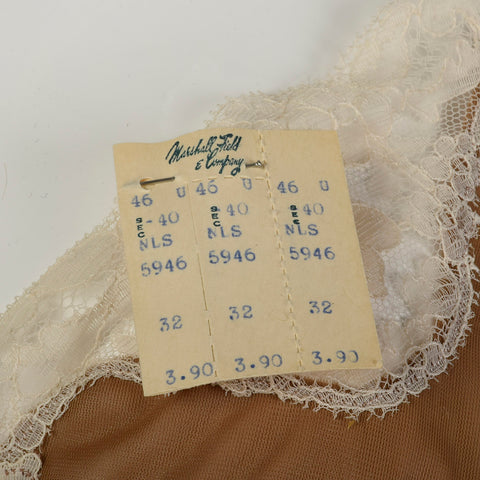 Marshall Field
& Company
46 U 46 U 46 U
SEC -40 SEC 40 SEC -40
NLS NLS NLS
5946 5946 5946
32 32 32
3.90 3.90 3.90